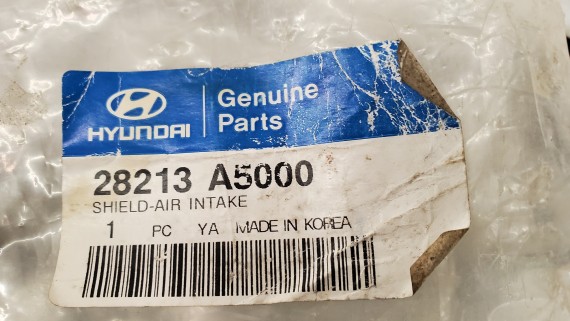 HYUNDAI
Genuine
Parts
28213 A5000
SHIELD-AIR INTAKE
1 PC YA MADE IN KOREA